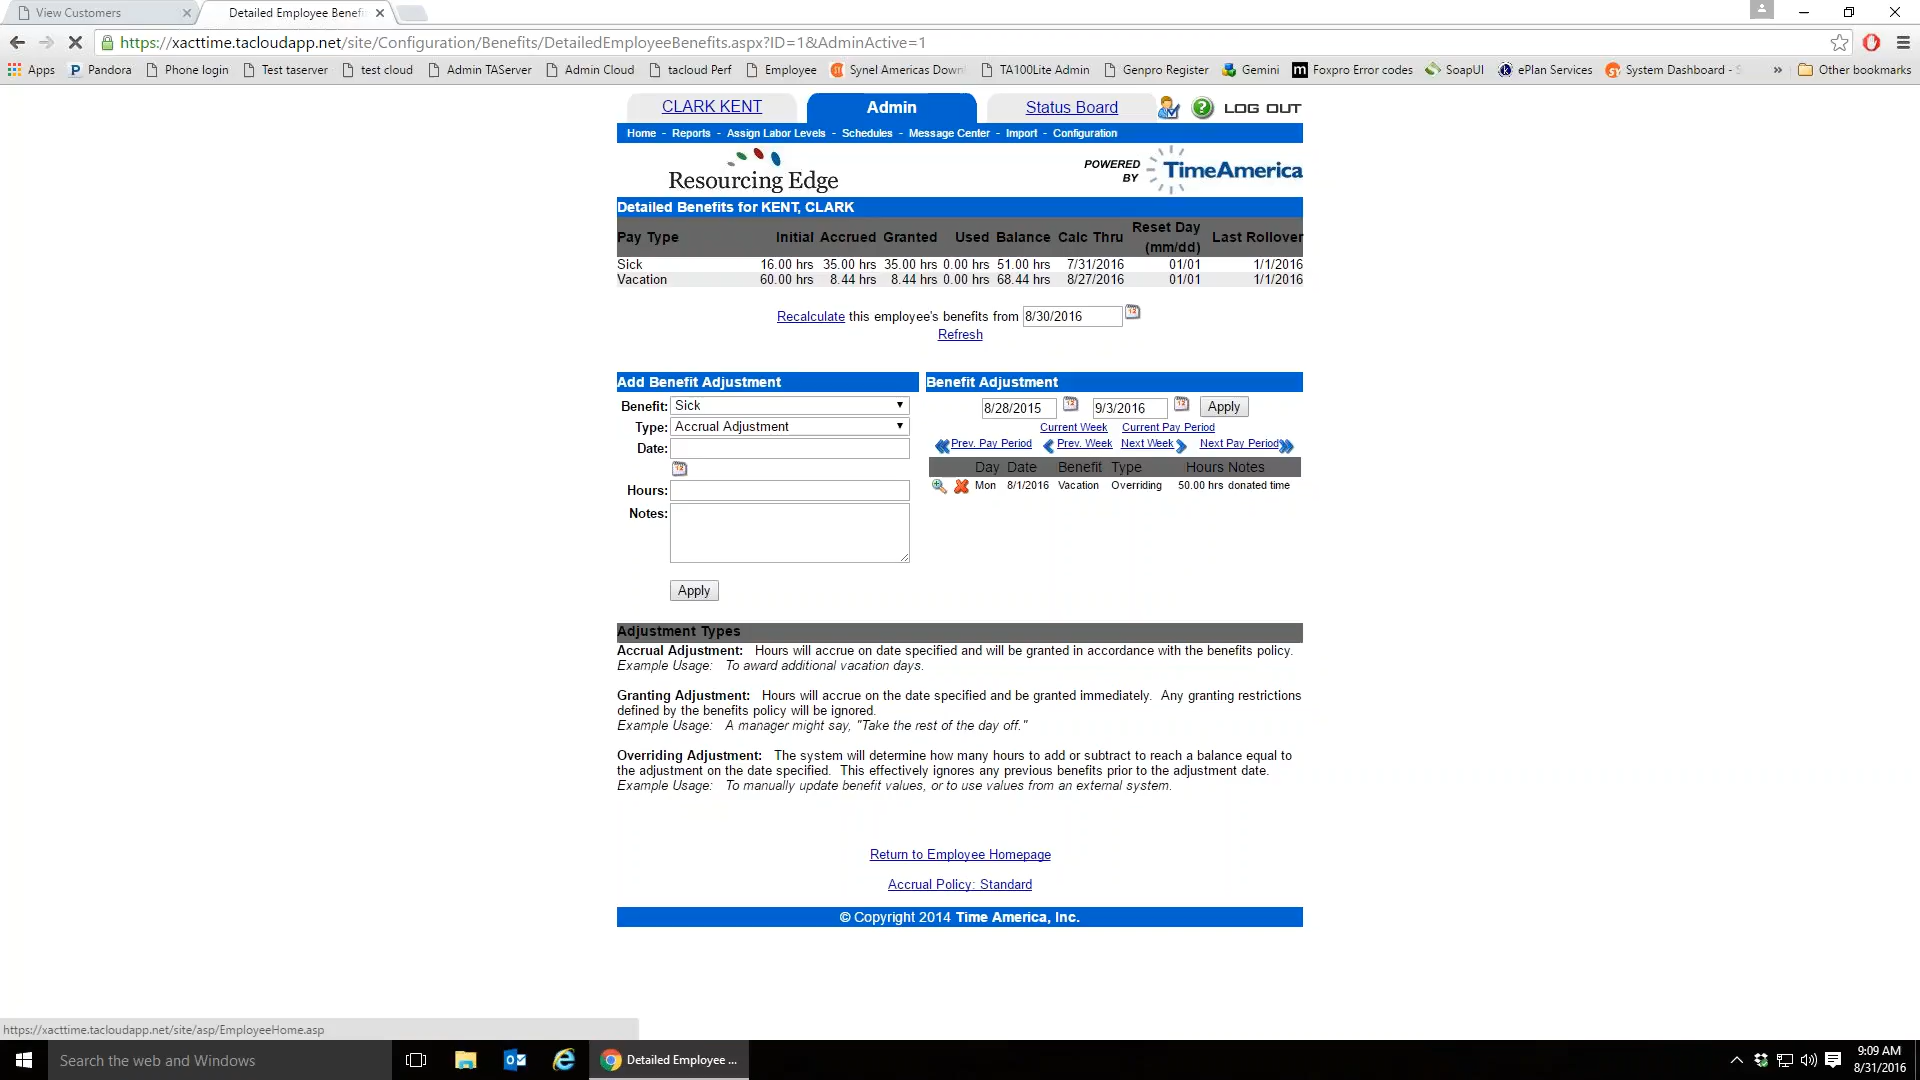 View Customers
Detailed Employee Benefi
https://xacttime.tacloudapp.net/site/Configuration/Benefits/DetailedEmployeeBenefits.aspx?ID=1&AdminActive=1
Apps Pandora Phone login Test taserver test cloud Admin TAServer Admin Cloud tacloud Perf Employee Synel Americas Down TA100Lite Admin Genpro Register Gemini Foxpro Error codes SoapUI ePlan Services System Dashboard - S » Other bookmarks
CLARK KENT Admin Status Board LOG OUT
Home - Reports - Assign Labor Levels - Schedules - Message Center - Import - Configuration
Resourcing Edge
POWERED BY TimeAmerica
Detailed Benefits for KENT, CLARK
Pay Type Initial Accrued Granted Used Balance Calc Thru Reset Day (mm/dd) Last Rollover
Sick 16.00 hrs 35.00 hrs 35.00 hrs 0.00 hrs 51.00 hrs 7/31/2016 01/01 1/1/2016
Vacation 60.00 hrs 8.44 hrs 8.44 hrs 0.00 hrs 68.44 hrs 8/27/2016 01/01 1/1/2016
Recalculate this employee's benefits from 8/30/2016
Refresh
Add Benefit Adjustment
Benefit: Sick
Type: Accrual Adjustment
Date:
Hours:
Notes:
Apply
Benefit Adjustment
8/28/2015 9/3/2016 Apply
Current Week Current Pay Period
Prev. Pay Period Prev. Week Next Week Next Pay Period
Day Date Benefit Type Hours Notes
Mon 8/1/2016 Vacation Overriding 50.00 hrs donated time
Adjustment Types
Accrual Adjustment: Hours will accrue on date specified and will be granted in accordance with the benefits policy.
Example Usage: To award additional vacation days.
Granting Adjustment: Hours will accrue on the date specified and be granted immediately. Any granting restrictions
defined by the benefits policy will be ignored.
Example Usage: A manager might say, "Take the rest of the day off."
Overriding Adjustment: The system will determine how many hours to add or subtract to reach a balance equal to
the adjustment on the date specified. This effectively ignores any previous benefits prior to the adjustment date.
Example Usage: To manually update benefit values, or to use values from an external system.
Return to Employee Homepage
Accrual Policy: Standard
© Copyright 2014 Time America, Inc.
https://xacttime.tacloudapp.net/site/asp/EmployeeHome.asp
Search the web and Windows
Detailed Employee ...
9:09 AM
8/31/2016